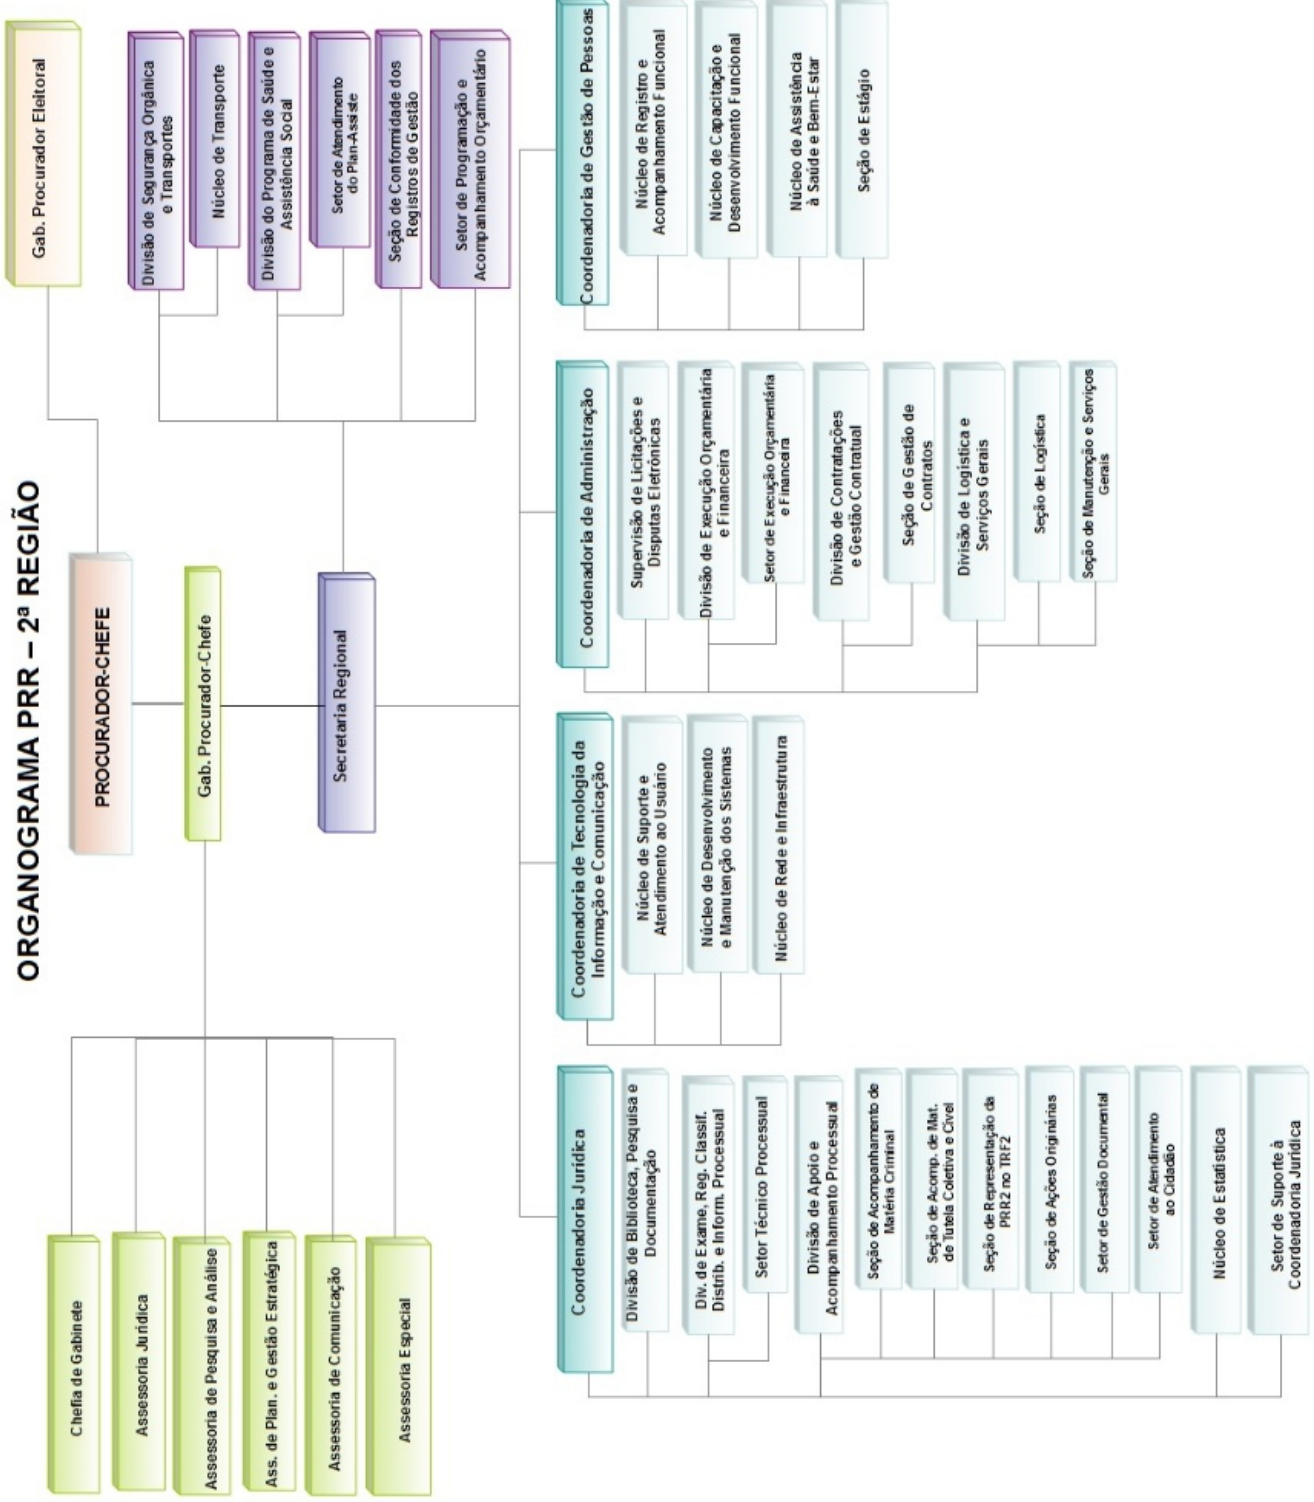 ORGANOGRAMA PRR – 2ª REGIÃO
PROCURADOR-CHEFE
Gab. Procurador Eleitoral
Gab. Procurador-Chefe
Secretaria Regional
Chefia de Gabinete
Assessoria Jurídica
Assessoria de Pesquisa e Análise
Ass. de Plan. e Gestão Estratégica
Assessoria de Comunicação
Assessoria Especial
Divisão de Segurança Orgânica
e Transportes
Núcleo de Transporte
Divisão do Programa de Saúde e
Assistência Social
Setor de Atendimento
do Plan-Assiste
Seção de Conformidade dos
Registros de Gestão
Setor de Programação e
Acompanhamento Orçamentário
Coordenadoria Jurídica
Divisão de Biblioteca, Pesquisa e
Documentação
Div. de Exame, Reg. Classif.
Distrib. e Inform. Processual
Setor Técnico Processual
Divisão de Apoio e
Acompanhamento Processual
Seção de Acompanhamento de
Matéria Criminal
Seção de Acomp. de Mat.
de Tutela Coletiva e Cível
Seção de Representação da
PRR2 no TRF2
Seção de Ações Originárias
Setor de Gestão Documental
Setor de Atendimento
ao Cidadão
Núcleo de Estatística
Setor de Suporte à
Coordenadoria Jurídica
Coordenadoria de Tecnologia da
Informação e Comunicação
Núcleo de Suporte e
Atendimento ao Usuário
Núcleo de Desenvolvimento
e Manutenção dos Sistemas
Núcleo de Rede e Infraestrutura
Coordenadoria de Administração
Supervisão de Licitações e
Disputas Eletrônicas
Divisão de Execução Orçamentária
e Financeira
Setor de Execução Orçamentária
e Financeira
Divisão de Contratações
e Gestão Contratual
Seção de Gestão de
Contratos
Divisão de Logística e
Serviços Gerais
Seção de Logística
Seção de Manutenção e Serviços
Gerais
Coordenadoria de Gestão de Pessoas
Núcleo de Registro e
Acompanhamento Funcional
Núcleo de Capacitação e
Desenvolvimento Funcional
Núcleo de Assistência
à Saúde e Bem-Estar
Seção de Estágio